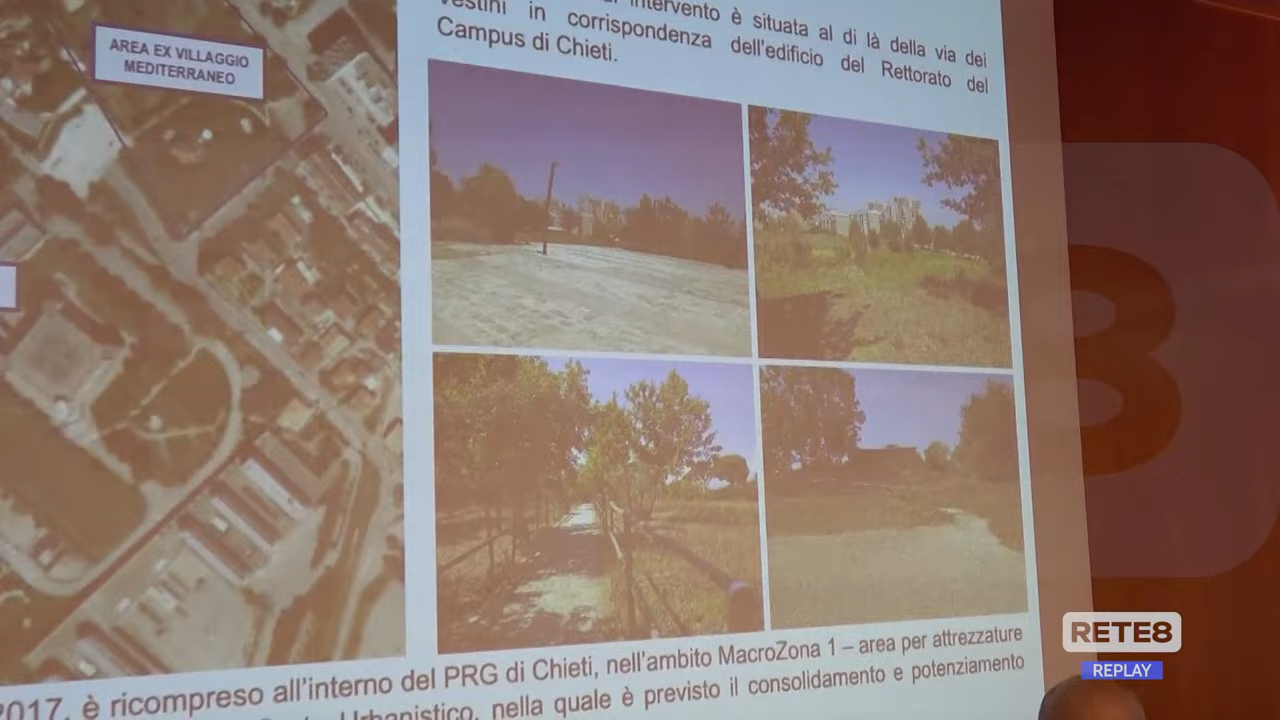 intervento è situata al di là della via dei
Vestini in corrispondenza dell'edificio del Rettorato del
Campus di Chieti.
AREA EX VILLAGGIO
MEDITERRANEO
2017, è ricompreso all'interno del PRG di Chieti, nell'ambito MacroZona 1 – area per attrezzature
Urbanistico, nella quale è previsto il consolidamento e potenziamento
8
RETE8
REPLAY